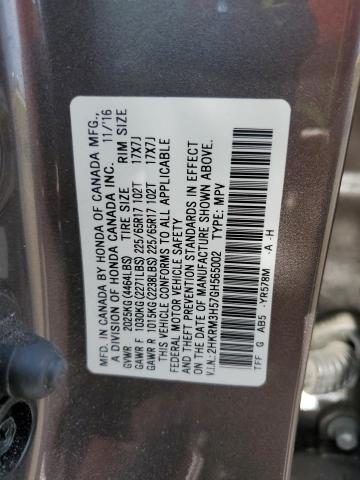 MFD. IN CANADA BY HONDA OF CANADA MFG.,
A DIVISION OF HONDA CANADA INC. 11/16
GVWR 2025KG(4464LBS) TIRE SIZE RIM SIZE
GAWR F 1030KG(2271LBS) 225/65R17 102T 17X7J
GAWR R 1015KG(2238LBS) 225/65R17 102T 17X7J
THIS VEHICLE CONFORMS TO ALL APPLICABLE
FEDERAL MOTOR VEHICLE SAFETY
AND THEFT PREVENTION STANDARDS IN EFFECT
ON THE DATE OF MANUFACTURE SHOWN ABOVE.
V.I.N.: 2HKRM3H57GH565002 TYPE: MPV
TFF G AB5 - YR578M -A -H